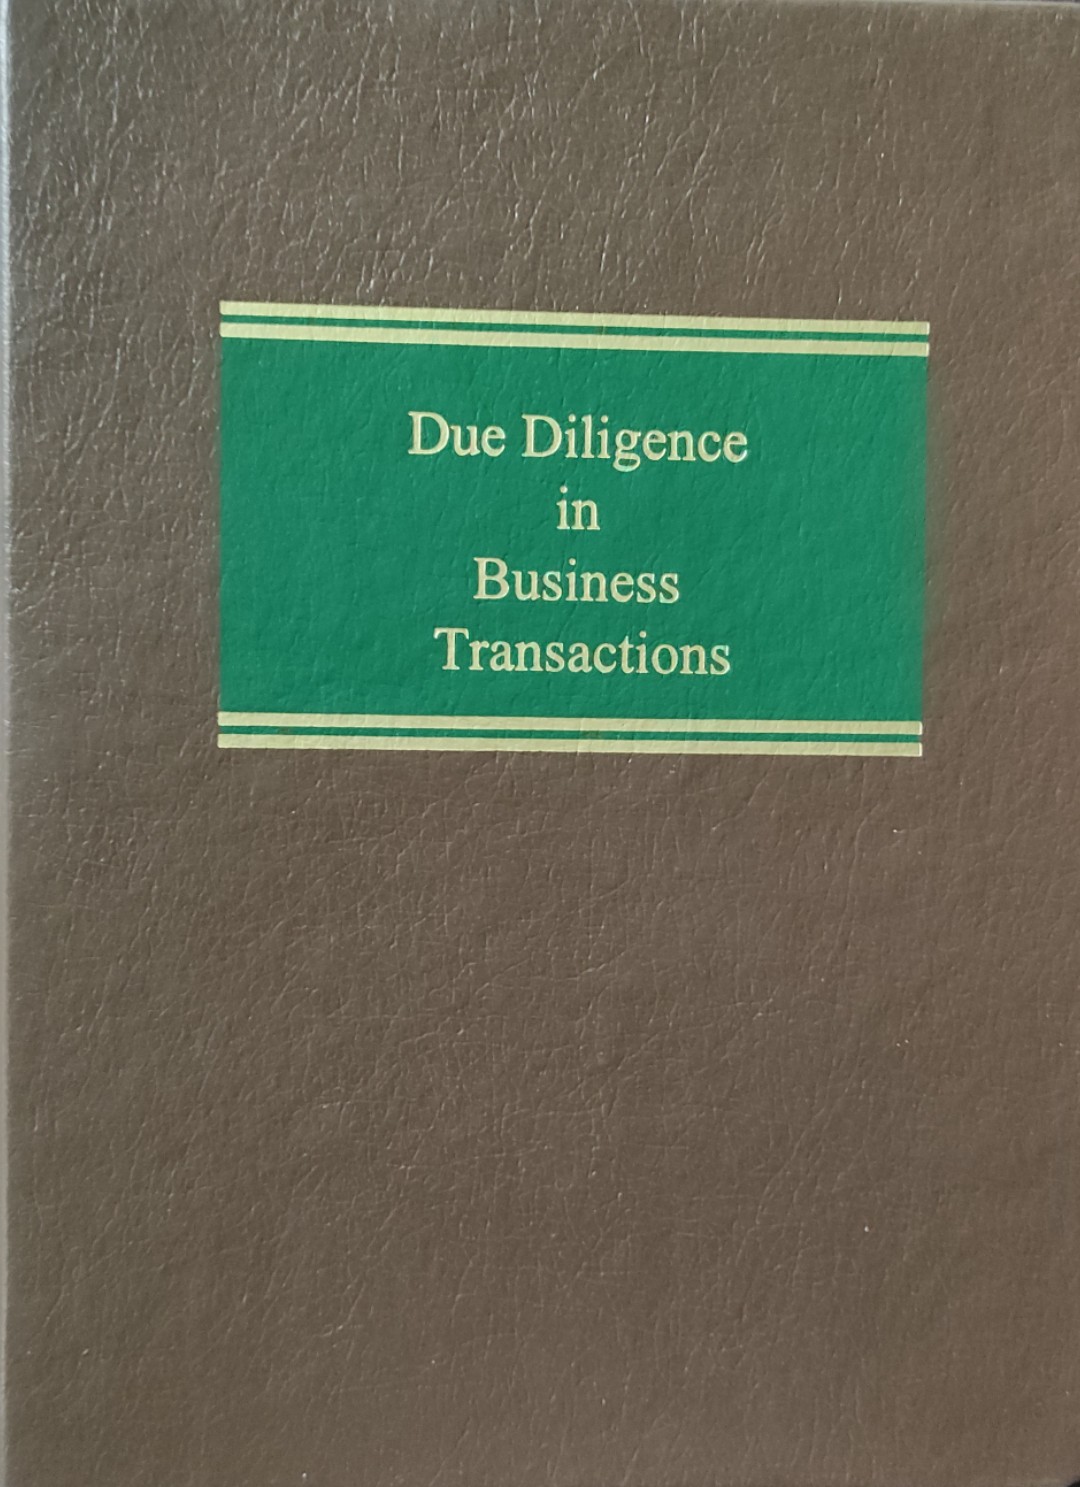 Due Diligence
in
Business
Transactions